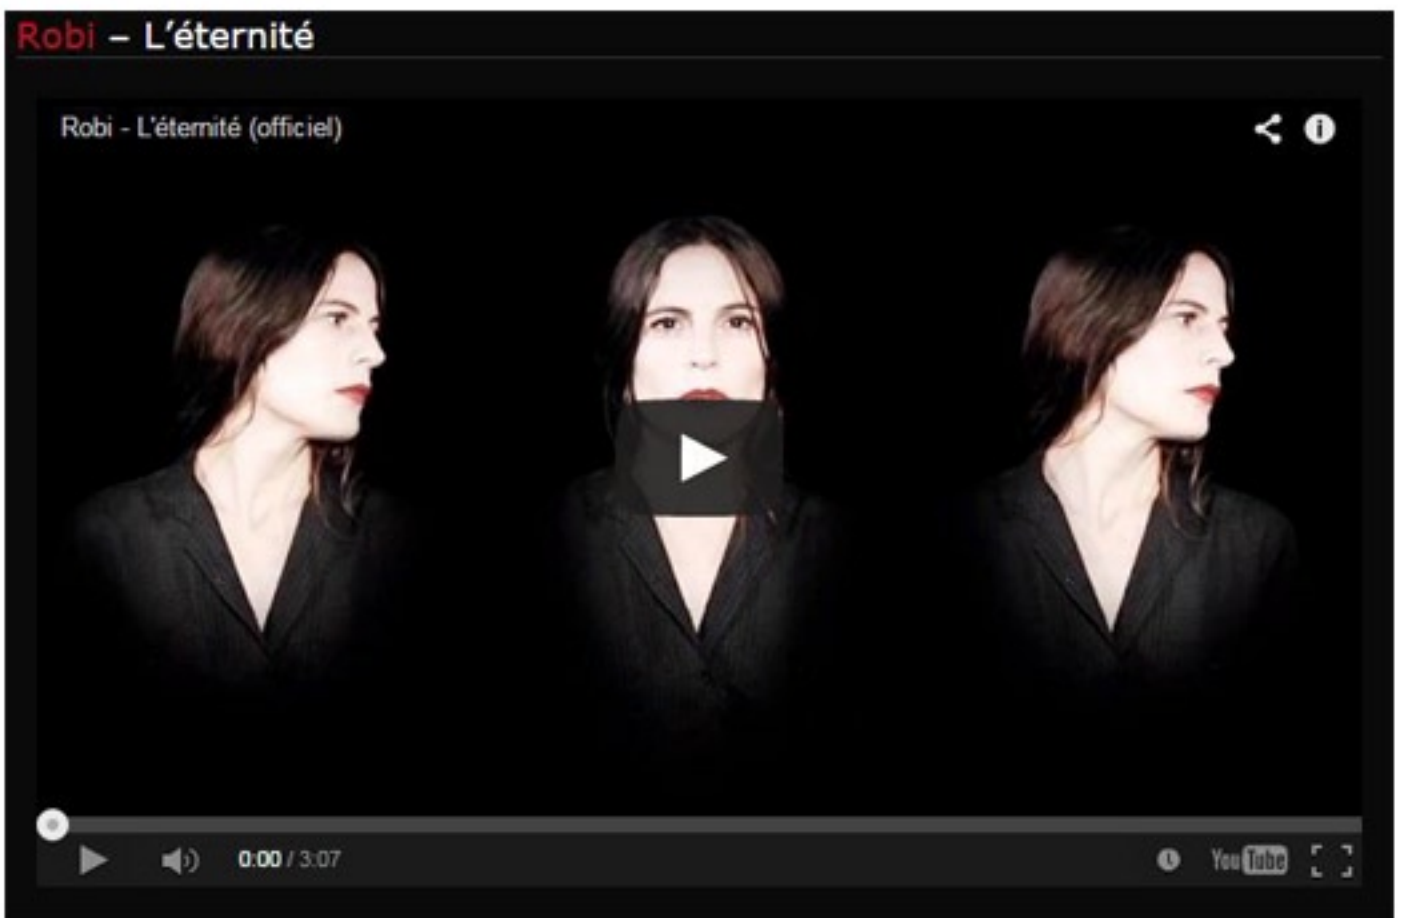 Robi – L’éternité
Robi - L'éternité (officiel)
0:00 / 3:07
YouTube